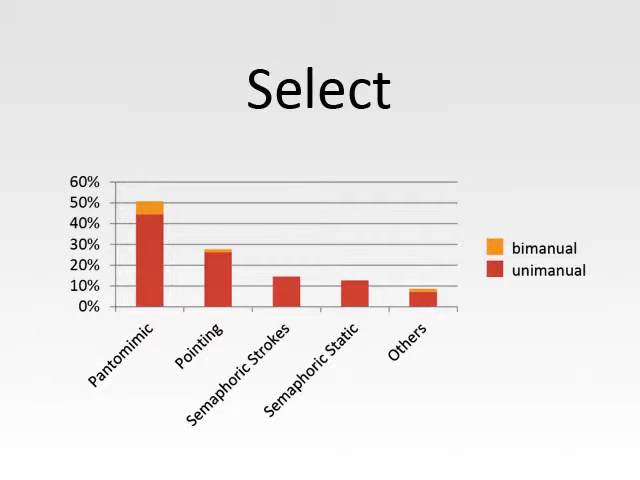 Select
60%
50%
40%
30%
20%
10%
0%
Pantomimic
Pointing
Semaphoric Strokes
Semaphoric Static
Others
bimanual
unimanual